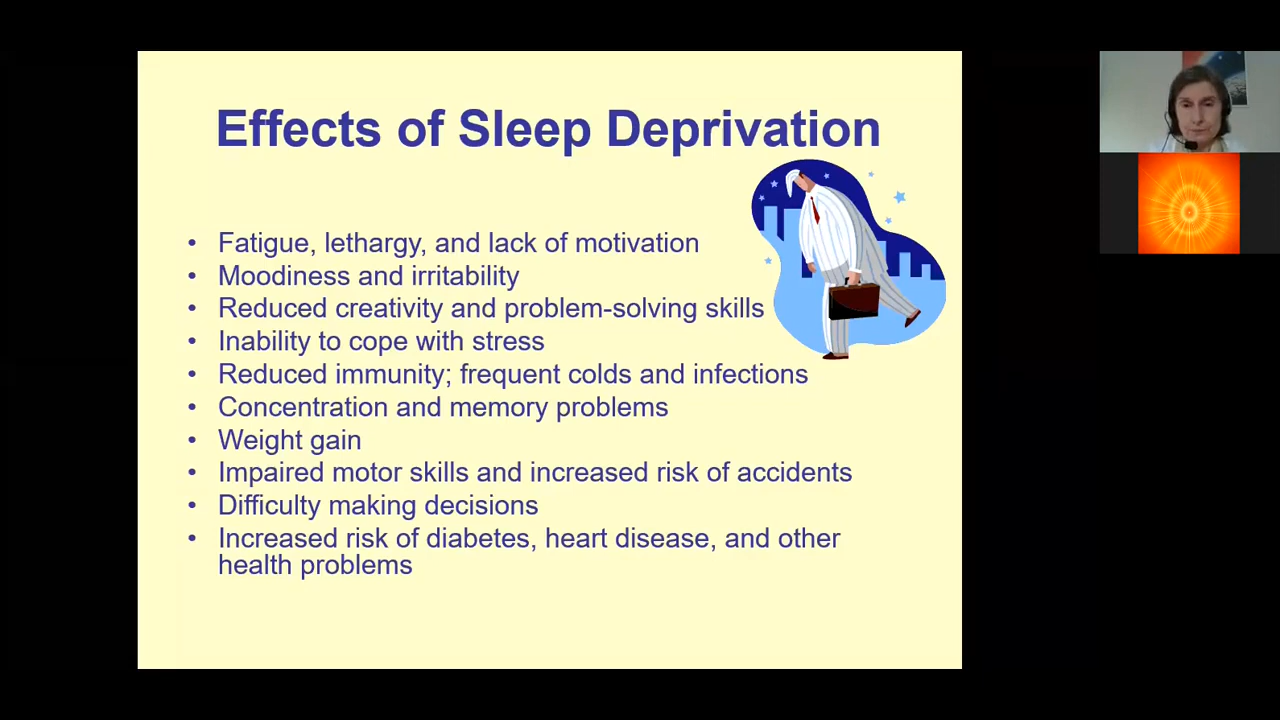 Effects of Sleep Deprivation
• Fatigue, lethargy, and lack of motivation
• Moodiness and irritability
• Reduced creativity and problem-solving skills
• Inability to cope with stress
• Reduced immunity; frequent colds and infections
• Concentration and memory problems
• Weight gain
• Impaired motor skills and increased risk of accidents
• Difficulty making decisions
• Increased risk of diabetes, heart disease, and other
health problems